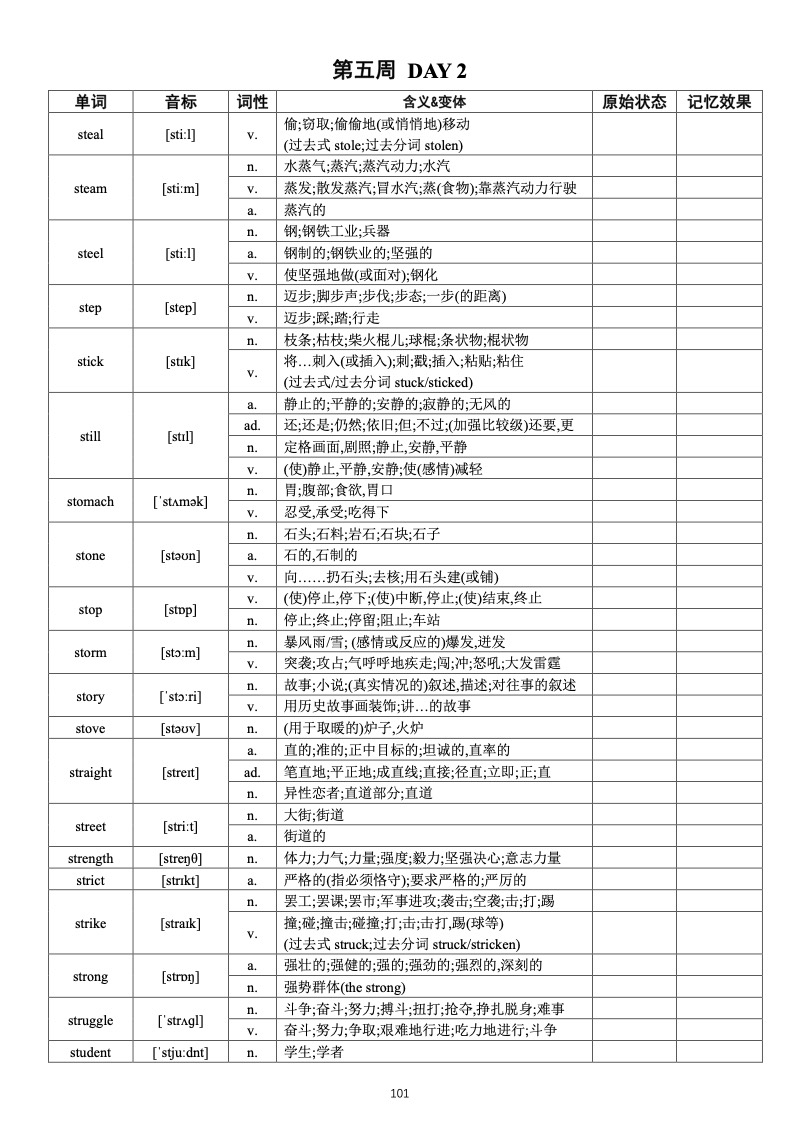 第五周 DAY 2
单词 音标 词性 含义&变体 原始状态 记忆效果
steal [sti:l] v. 偷;窃取;偷偷地(或悄悄地)移动
(过去式 stole;过去分词 stolen)
steam [sti:m] n. 水蒸气;蒸汽;蒸汽动力;水汽
v. 蒸发;散发蒸汽;冒水汽;蒸(食物);靠蒸汽动力行驶
a. 蒸汽的
steel [sti:l] n. 钢;钢铁工业;兵器
a. 钢制的;钢铁业的;坚强的
v. 使坚强地做(或面对);钢化
step [step] n. 迈步;脚步声;步伐;步态;一步(的距离)
v. 迈步;踩;踏;行走
stick [stɪk] n. 枝条;枯枝;柴火棍儿;球棍;条状物;棍状物
v. 将…刺入(或插入);刺;戳;插入;粘贴;粘住
(过去式/过去分词 stuck/sticked)
still [stɪl] a. 静止的;平静的;安静的;寂静的;无风的
ad. 还;还是;仍然;依旧;但;不过;(加强比较级)还要,更
n. 定格画面,剧照;静止,安静,平静
v. (使)静止,平静,安静;使(感情)减轻
stomach [ˈstʌmək] n. 胃;腹部;食欲,胃口
v. 忍受,承受;吃得下
stone [stəʊn] n. 石头;石料;岩石;石块;石子
a. 石的,石制的
v. 向……扔石头;去核;用石头建(或铺)
stop [stɒp] v. (使)停止,停下;(使)中断,停止;(使)结束,终止
n. 停止;终止;停留;阻止;车站
storm [stɔ:m] n. 暴风雨/雪; (感情或反应的)爆发,迸发
v. 突袭;攻占;气呼呼地疾走;闯;冲;怒吼;大发雷霆
story [ˈstɔ:ri] n. 故事;小说;(真实情况的)叙述,描述;对往事的叙述
v. 用历史故事画装饰;讲…的故事
stove [stəʊv] n. (用于取暖的)炉子,火炉
straight [streɪt] a. 直的;准的;正中目标的;坦诚的,直率的
ad. 笔直地;平正地;成直线;直接;径直;立即;正;直
n. 异性恋者;直道部分;直道
street [stri:t] n. 大街;街道
a. 街道的
strength [streŋθ] n. 体力;力气;力量;强度;毅力;坚强决心;意志力量
strict [strɪkt] a. 严格的(指必须恪守);要求严格的;严厉的
strike [straɪk] n. 罢工;罢课;罢市;军事进攻;袭击;空袭;击;打;踢
v. 撞;碰;撞击;碰撞;打;击;击打,踢(球等)
(过去式 struck;过去分词 struck/stricken)
strong [strɒŋ] a. 强壮的;强健的;强的;强劲的;强烈的,深刻的
n. 强势群体(the strong)
struggle [ˈstrʌɡl] n. 斗争;奋斗;努力;搏斗;扭打;抢夺,挣扎脱身;难事
v. 奋斗;努力;争取;艰难地行进;吃力地进行;斗争
student [ˈstju:dnt] n. 学生;学者
101